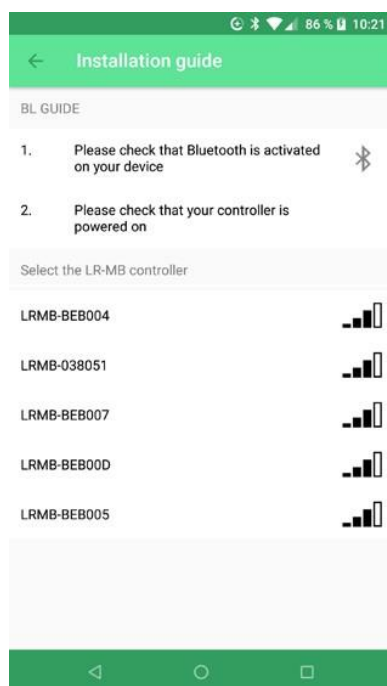 86 % 10:21
Installation guide
BL GUIDE
1. Please check that Bluetooth is activated
on your device
2. Please check that your controller is
powered on
Select the LR-MB controller
LRMB-BEB004
LRMB-038051
LRMB-BEB007
LRMB-BEB00D
LRMB-BEB005